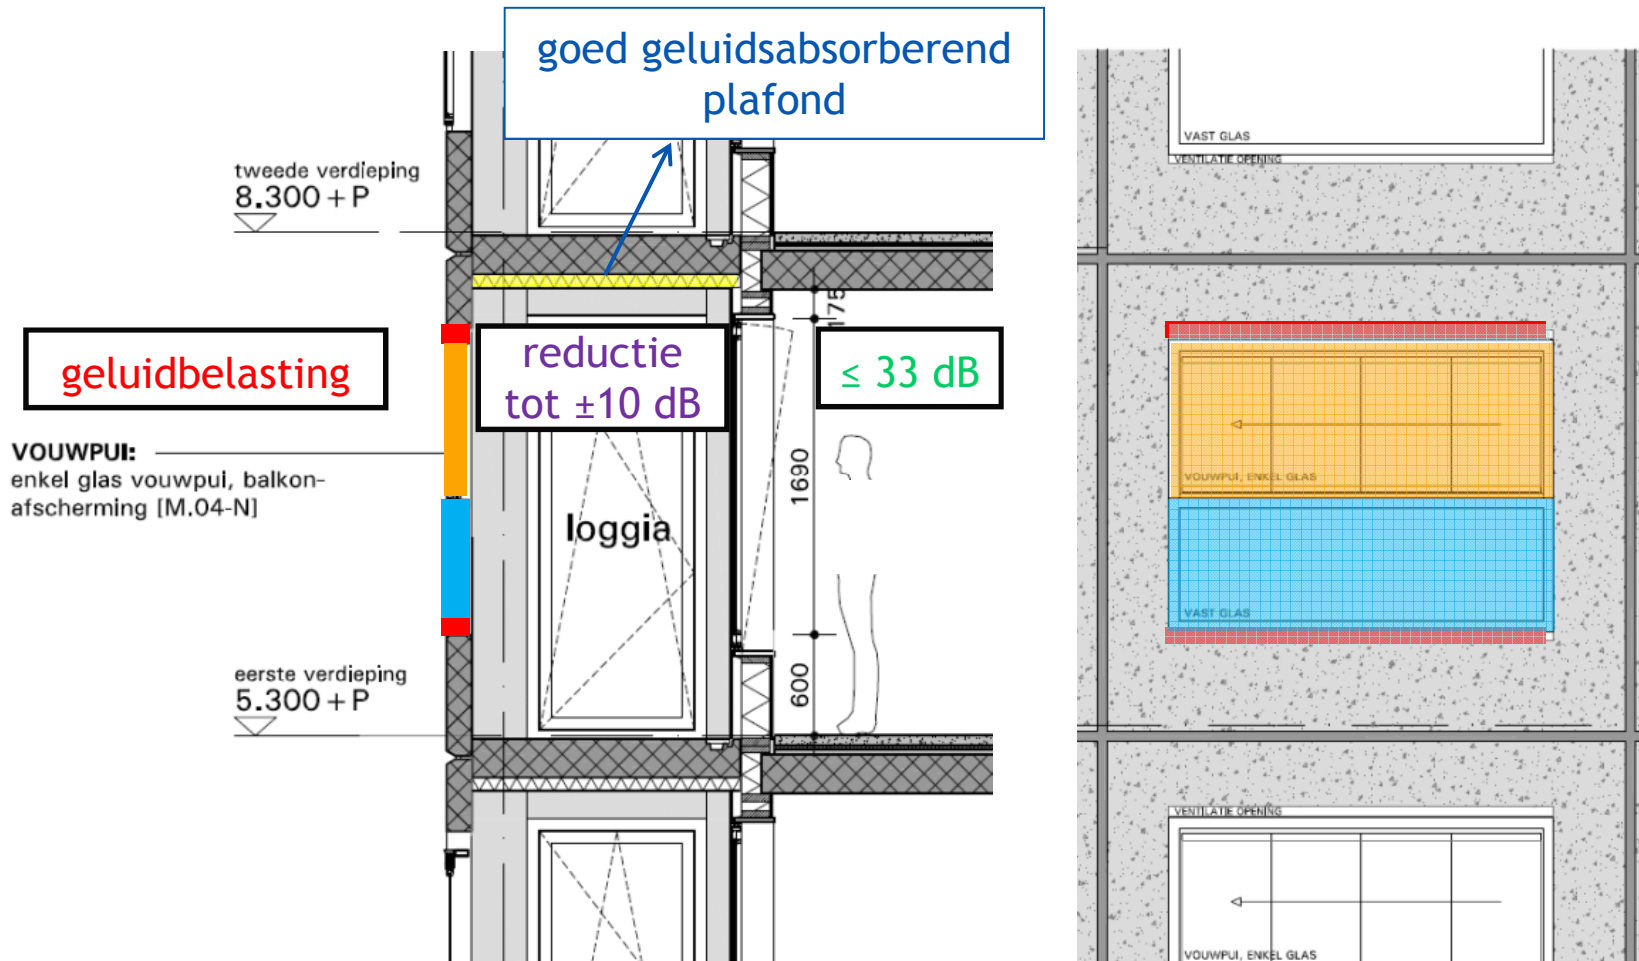 goed geluidsabsorberend
plafond
tweede verdieping
8.300 + P
geluidbelasting
reductie
tot ±10 dB
≤ 33 dB
175
VOUWPUI:
enkel glas vouwpui, balkon-
afscherming [M.04-N]
loggia
1690
600
eerste verdieping
5.300 + P
VAST GLAS
VENTILATIE OPENING
VOUWPUI, ENKEL GLAS
VAST GLAS
VENTILATIE OPENING
VOUWPUI, ENKEL GLAS